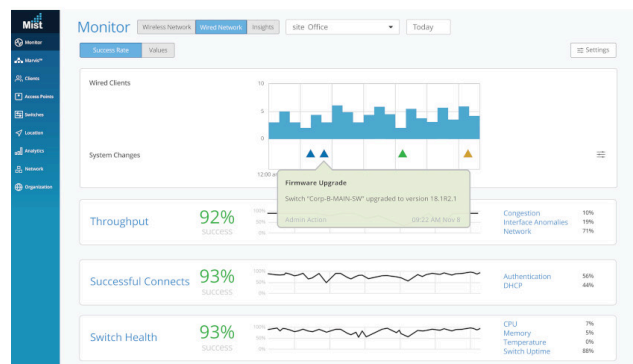 Mist
Monitor
Wireless Network
Wired Network
Insights
site Office
Today
Success Rate
Values
Settings
Monitor
Marvis™
Clients
Access Points
Switches
Location
Analytics
Network
Organization
Wired Clients
10
5
0
System Changes
12:00 am
Firmware Upgrade
Switch "Corp-B-MAIN-SW" upgraded to version 18.1R2.1
Admin Action
09:22 AM Nov 8
Throughput
92%
success
100%
50%
0%
Congestion 10%
Interface Anomalies 19%
Network 71%
Successful Connects
93%
success
100%
50%
0%
Authentication 56%
DHCP 44%
Switch Health
93%
success
100%
50%
0%
CPU 7%
Memory 5%
Temperature 0%
Switch Uptime 88%